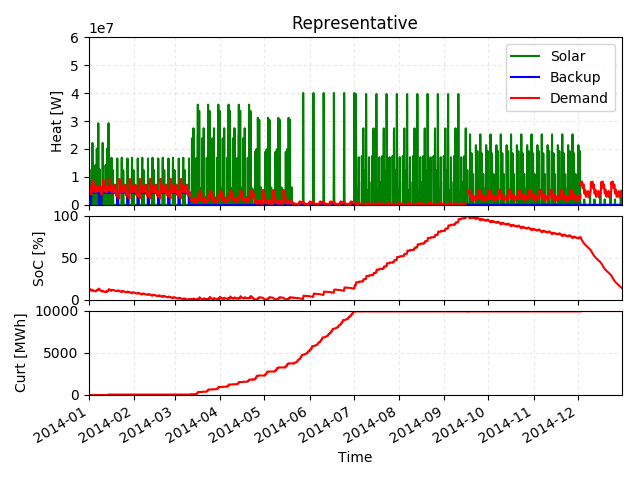 Representative
1e7
6
5
4
3
2
1
0
Heat [W]
Solar
Backup
Demand
100
50
0
SoC [%]
10000
5000
0
Curt [MWh]
2014-01
2014-02
2014-03
2014-04
2014-05
2014-06
2014-07
2014-08
2014-09
2014-10
2014-11
2014-12
Time